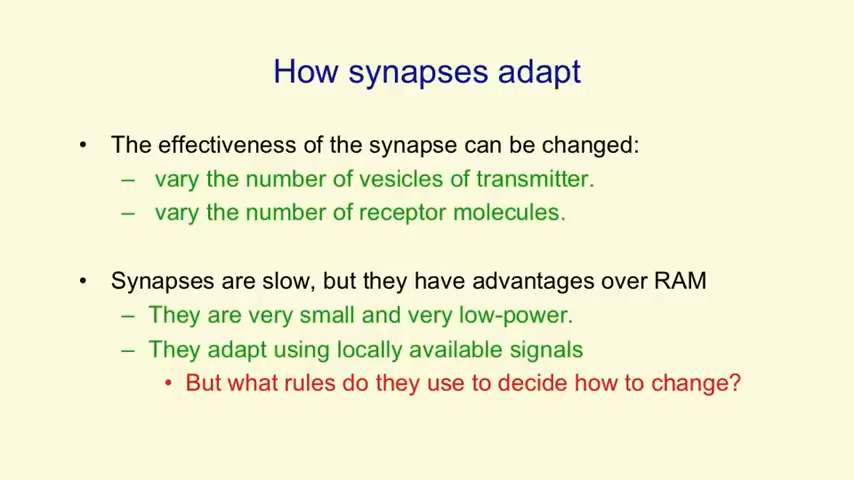 How synapses adapt
• The effectiveness of the synapse can be changed:
– vary the number of vesicles of transmitter.
– vary the number of receptor molecules.
• Synapses are slow, but they have advantages over RAM
– They are very small and very low-power.
– They adapt using locally available signals
• But what rules do they use to decide how to change?